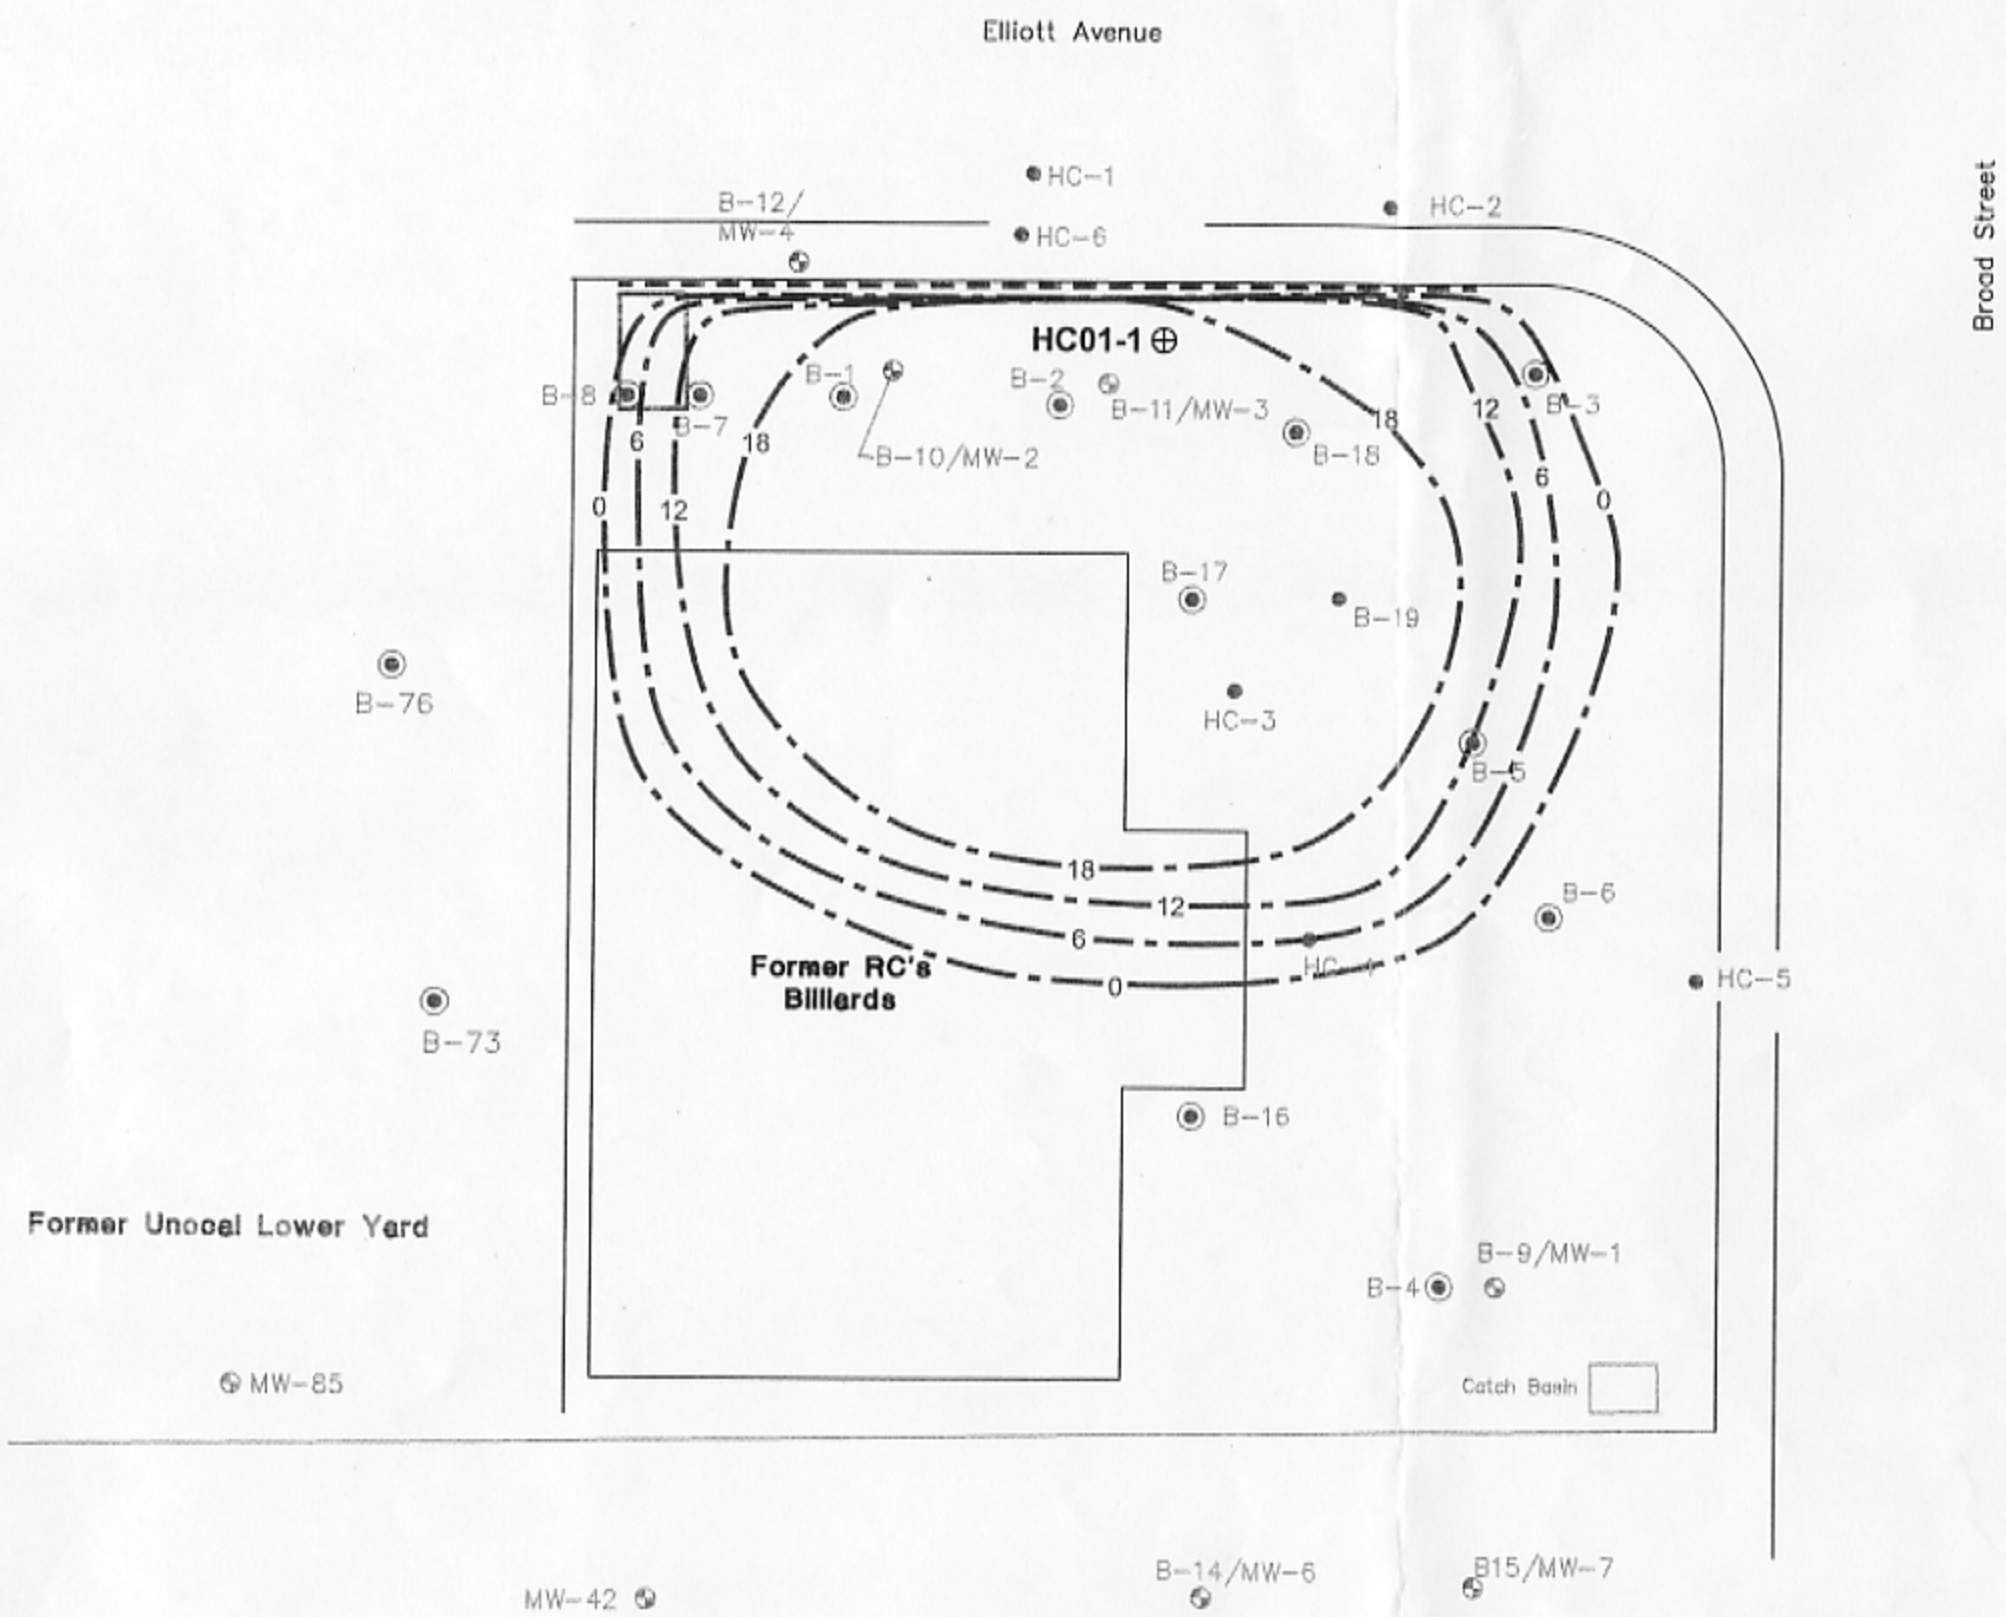 Elliott Avenue
Broad Street
HC-1
B-12/
MW-4
HC-2
HC-6
HC01-1
B-1
B-2
B-8
B-7
B-11/MW-3
B-3
18
12
6
18
B-18
B-10/MW-2
6
0
12
0
B-17
B-19
B-76
HC-3
B-5
18
B-6
12
6
Former RC's
Billiards
HC-4
0
HC-5
B-73
B-16
Former Unocal Lower Yard
B-9/MW-1
B-4
MW-85
Catch Basin
B-14/MW-6
B15/MW-7
MW-42